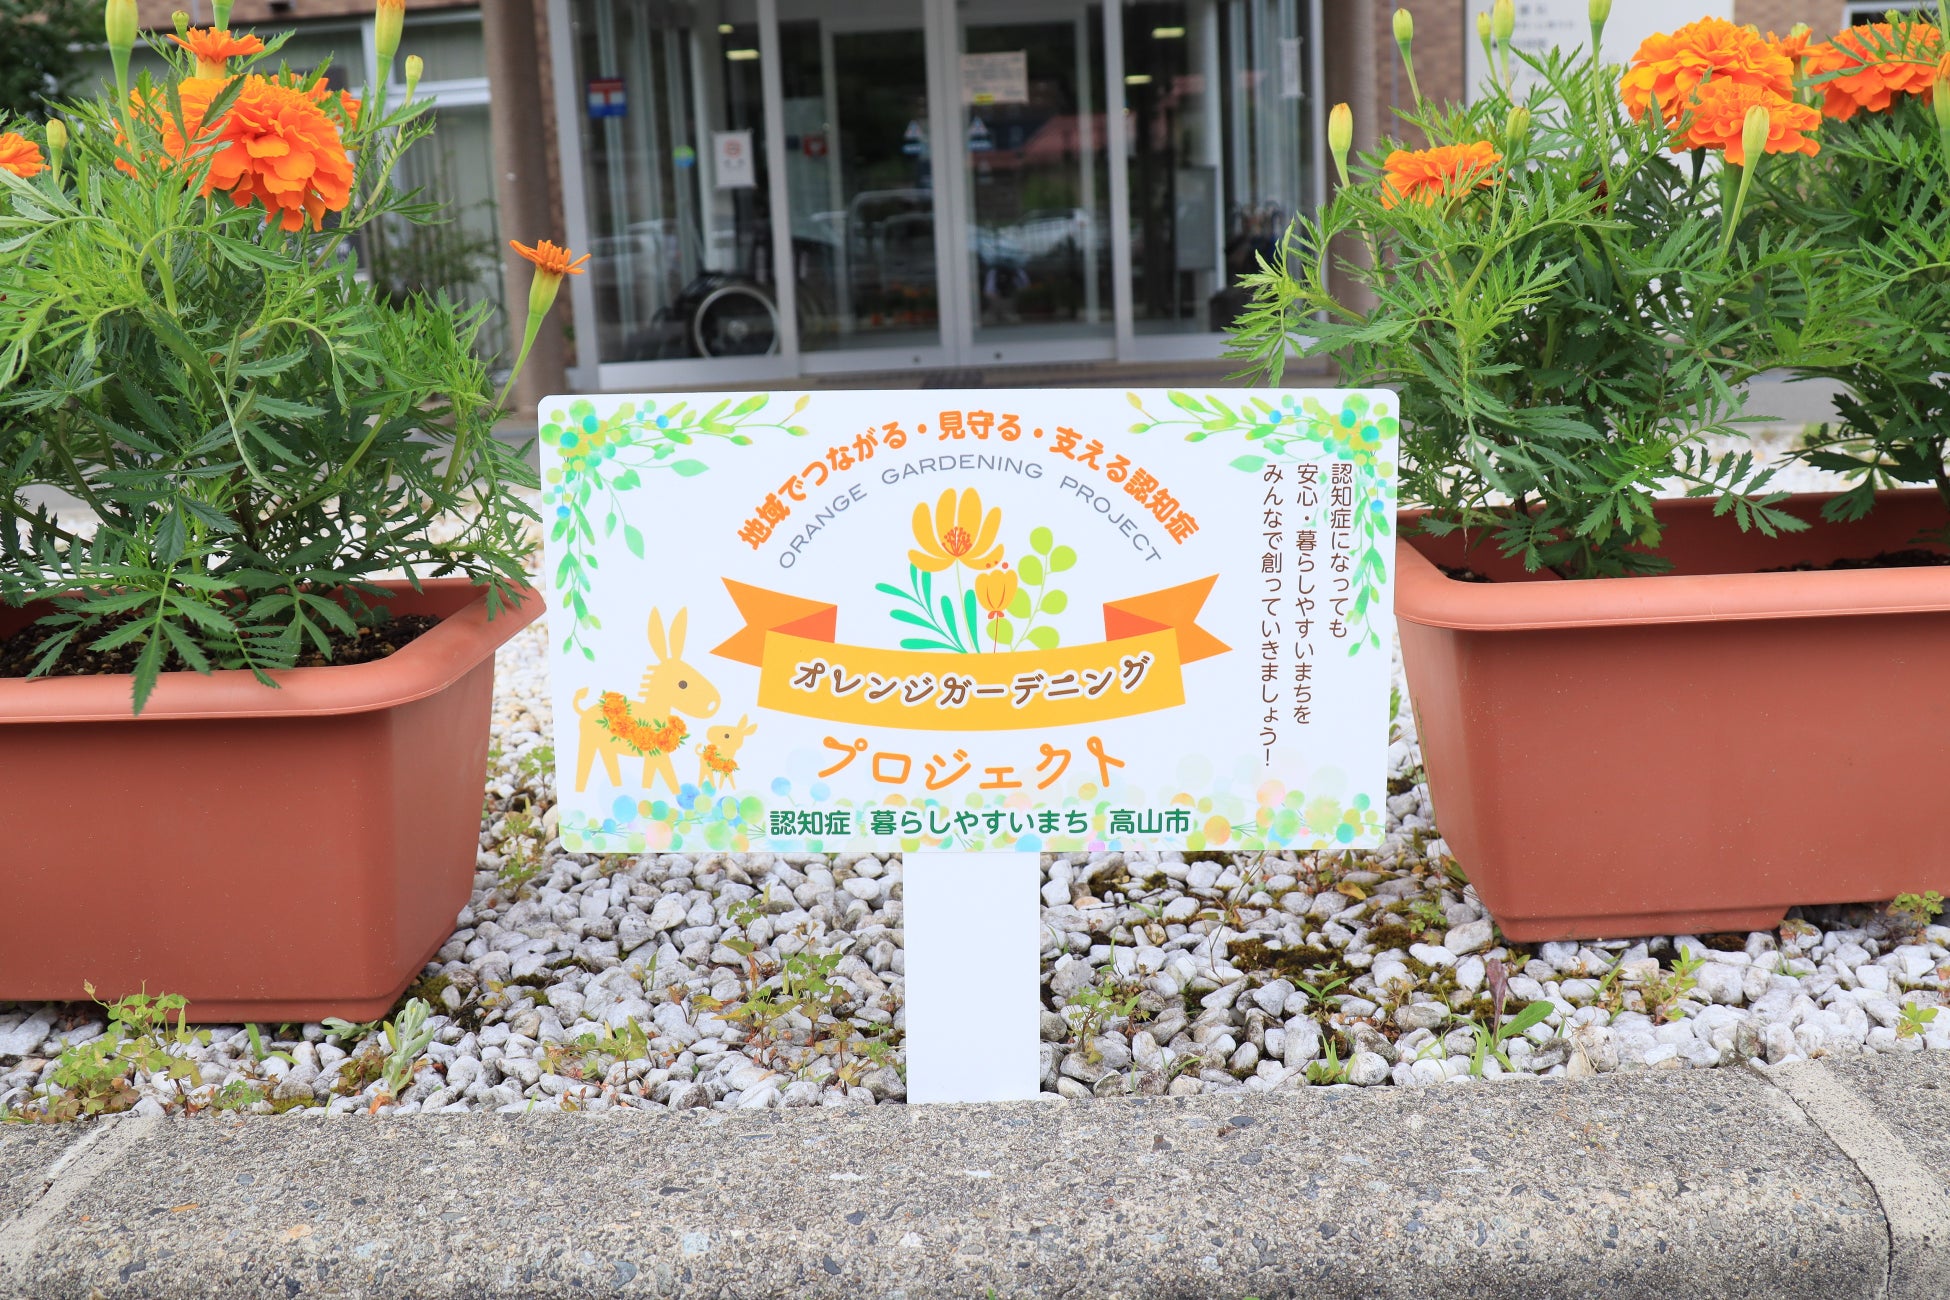 地域でつながる・見守る・支える認知症
ORANGE GARDENING PROJECT
オレンジガーデニング
プロジェクト
認知症になっても
安心・暮らしやすいまちを
みんなで創っていきましょう!
認知症 暮らしやすいまち 高山市